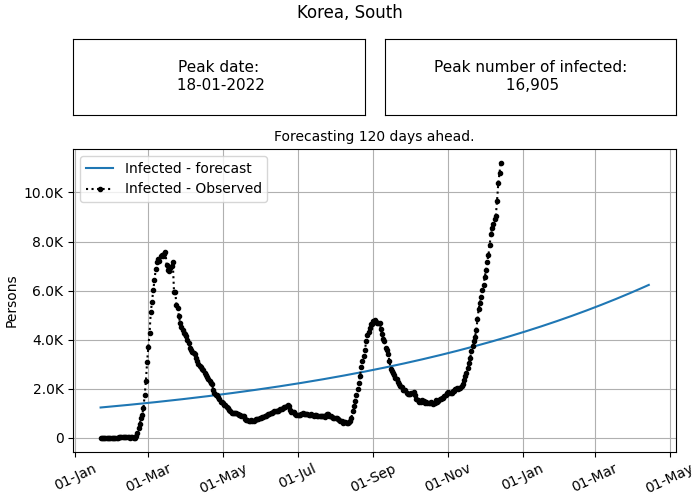 Korea, South
Peak date:
18-01-2022
Peak number of infected:
16,905
Forecasting 120 days ahead.
Infected - forecast
Infected - Observed
Persons
10.0K
8.0K
6.0K
4.0K
2.0K
0
01-Jan
01-Mar
01-May
01-Jul
01-Sep
01-Nov
01-Jan
01-Mar
01-May